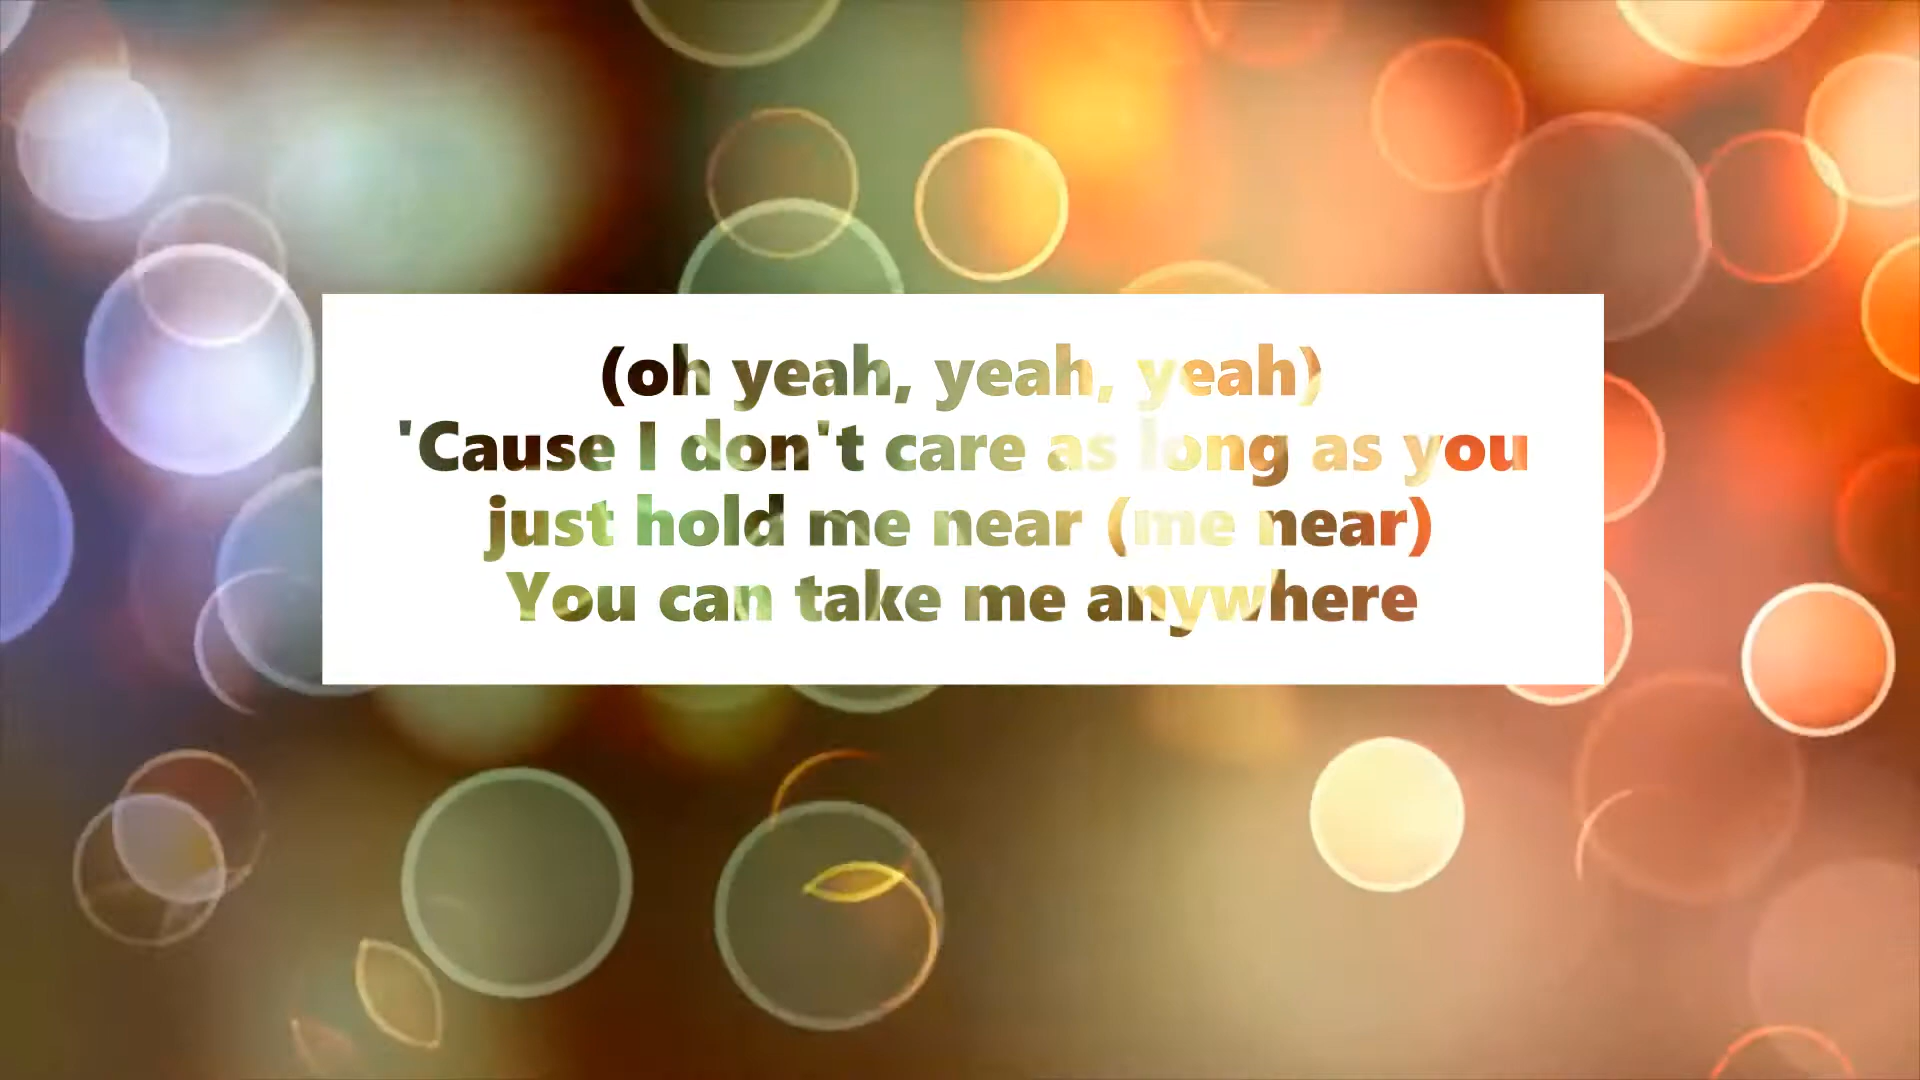 (oh yeah, yeah, yeah)
'Cause I don't care as long as you
just hold me near (me near)
You can take me anywhere